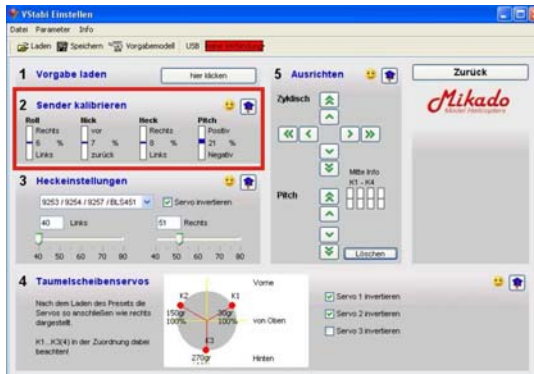 VStabi Einstellen
Datei Parameter Info
Laden Speichern Vorgabemodell USB
1 Vorgabe laden
hier klicken
2 Sender kalibrieren
Roll Nick Heck Pitch
Rechts vor Rechts Positiv
6 % 7 % 0 % 21 %
Links zurück Links Negativ
3 Heckeinstellungen
9253 / 9254 / 9257 / BLS451
Servo invertieren
40 Links 51 Rechts
40 50 60 70 80 40 50 60 70 80
5 Ausrichten
Zyklisch
Mitte Info
K1 - K4
Pitch
Löschen
Zurück
Mikado
Model Helicopters
4 Taumelscheibenservos
Nach dem Laden des Presets die
Servos so anschließen wie rechts
dargestellt.
K1...K3(4) in der Zuordnung dabei
beachten!
Vorne
K2 K1
150gr 30gr
100% 100%
von Oben
K3
270gr
Hinten
Servo 1 invertieren
Servo 2 invertieren
Servo 3 invertieren